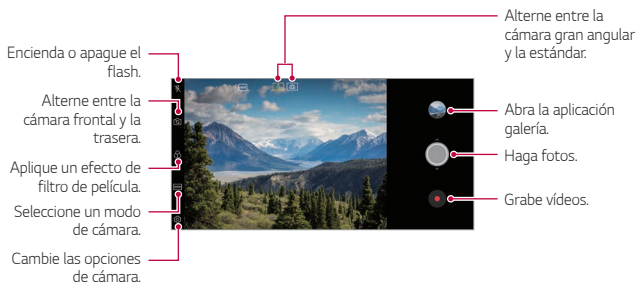 Alterne entre la
cámara gran angular
y la estándar.
Encienda o apague el
flash.
Alterne entre la
cámara frontal y la
trasera.
Aplique un efecto de
filtro de película.
Seleccione un modo
de cámara.
Cambie las opciones
de cámara.
Abra la aplicación
galería.
Haga fotos.
Grabe vídeos.